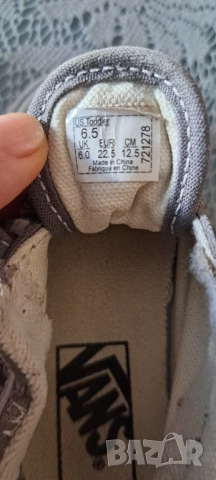 US Toddler
6.5
UK EUR CM
6.0 22.5 12.5
Made in China
Fabriqué en Chine
721278
VANS
®
bazar